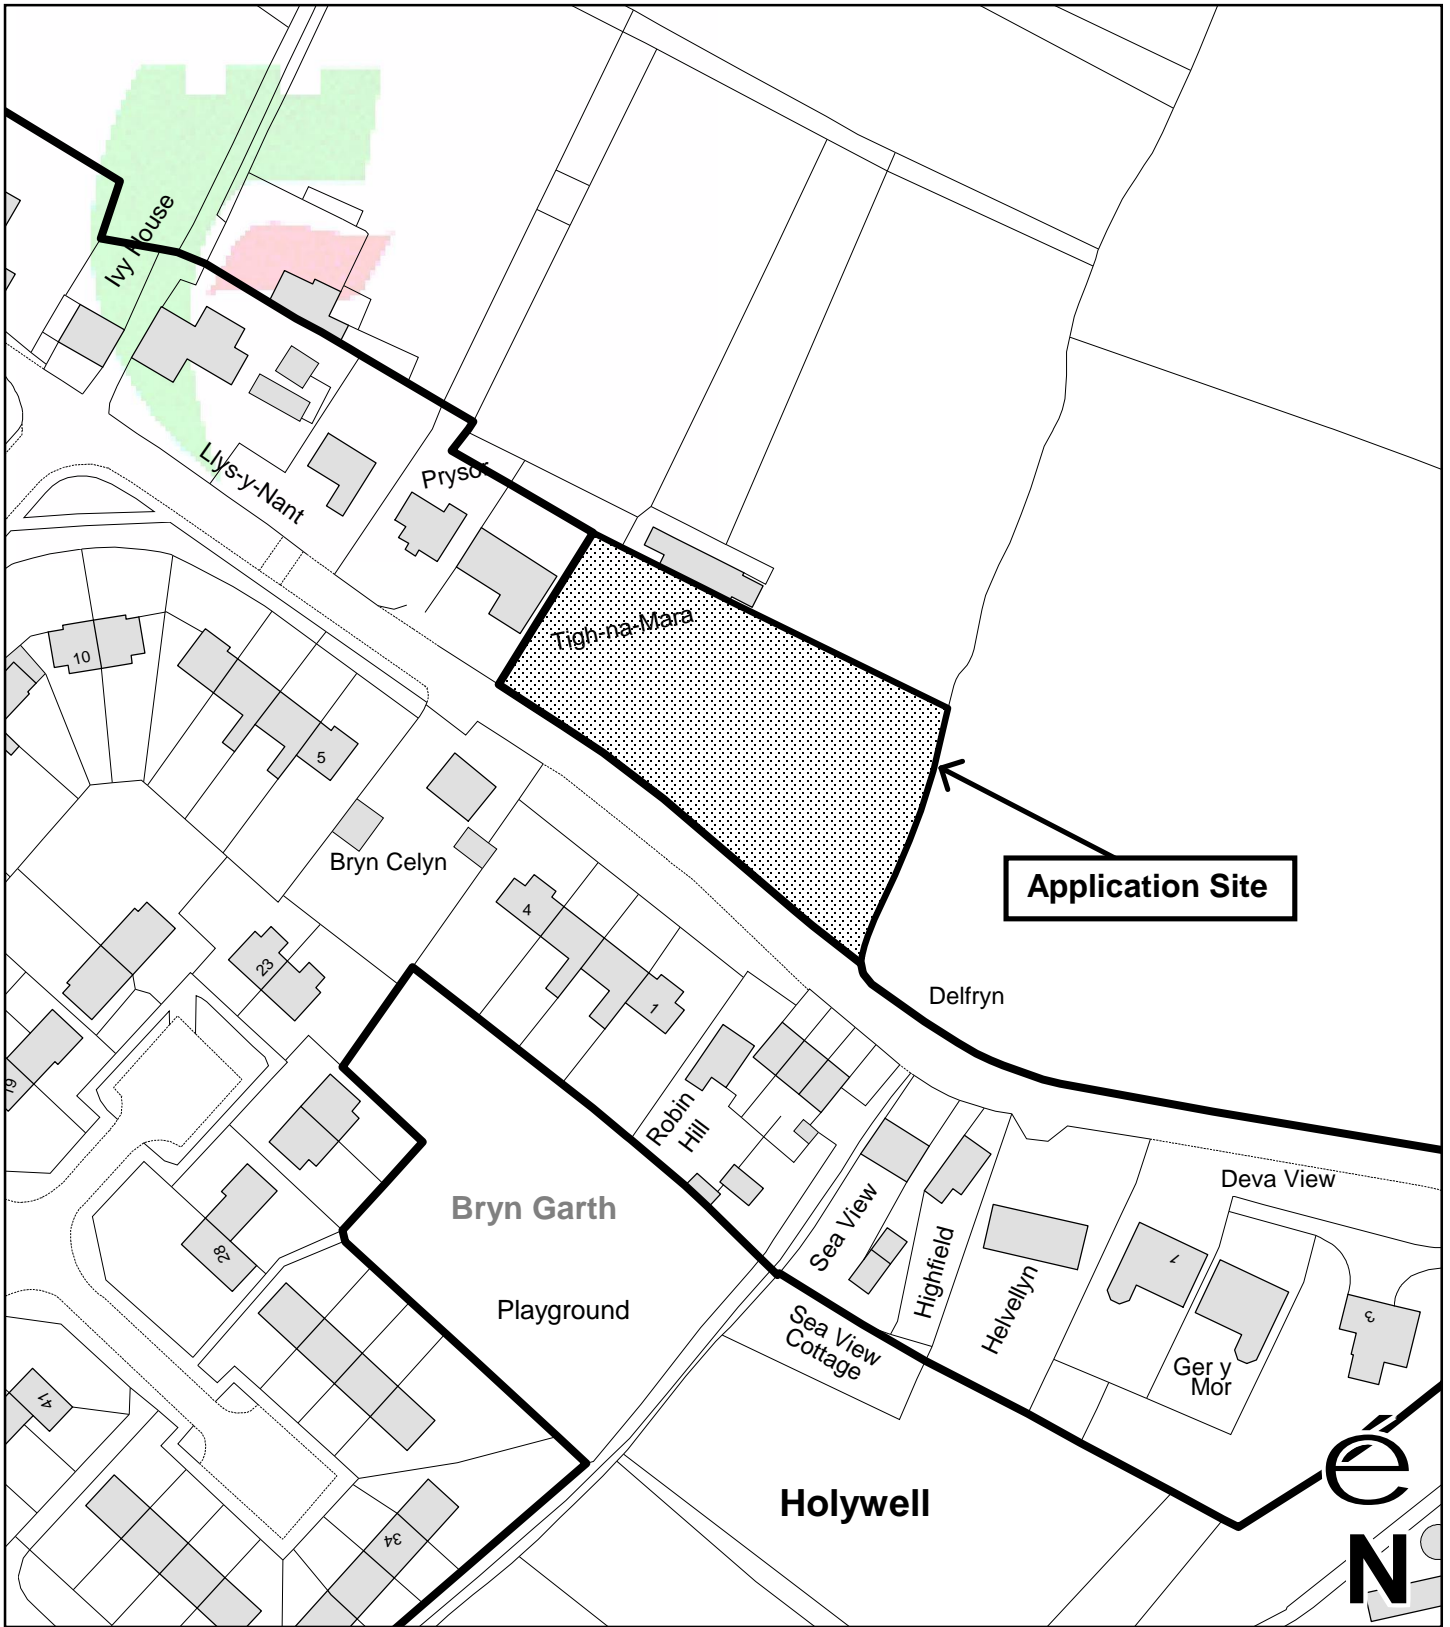 Ivy House
Llys-y-Nant
Prysor
Tigh-na-Mara
10
5
Bryn Celyn
Application Site
4
23
1
Delfryn
19
Robin
Hill
Bryn Garth
Sea View
Deva View
28
Highfield
1
Helvellyn
Playground
3
Sea View
Cottage
Ger y
Mor
41
é
Holywell
34
N